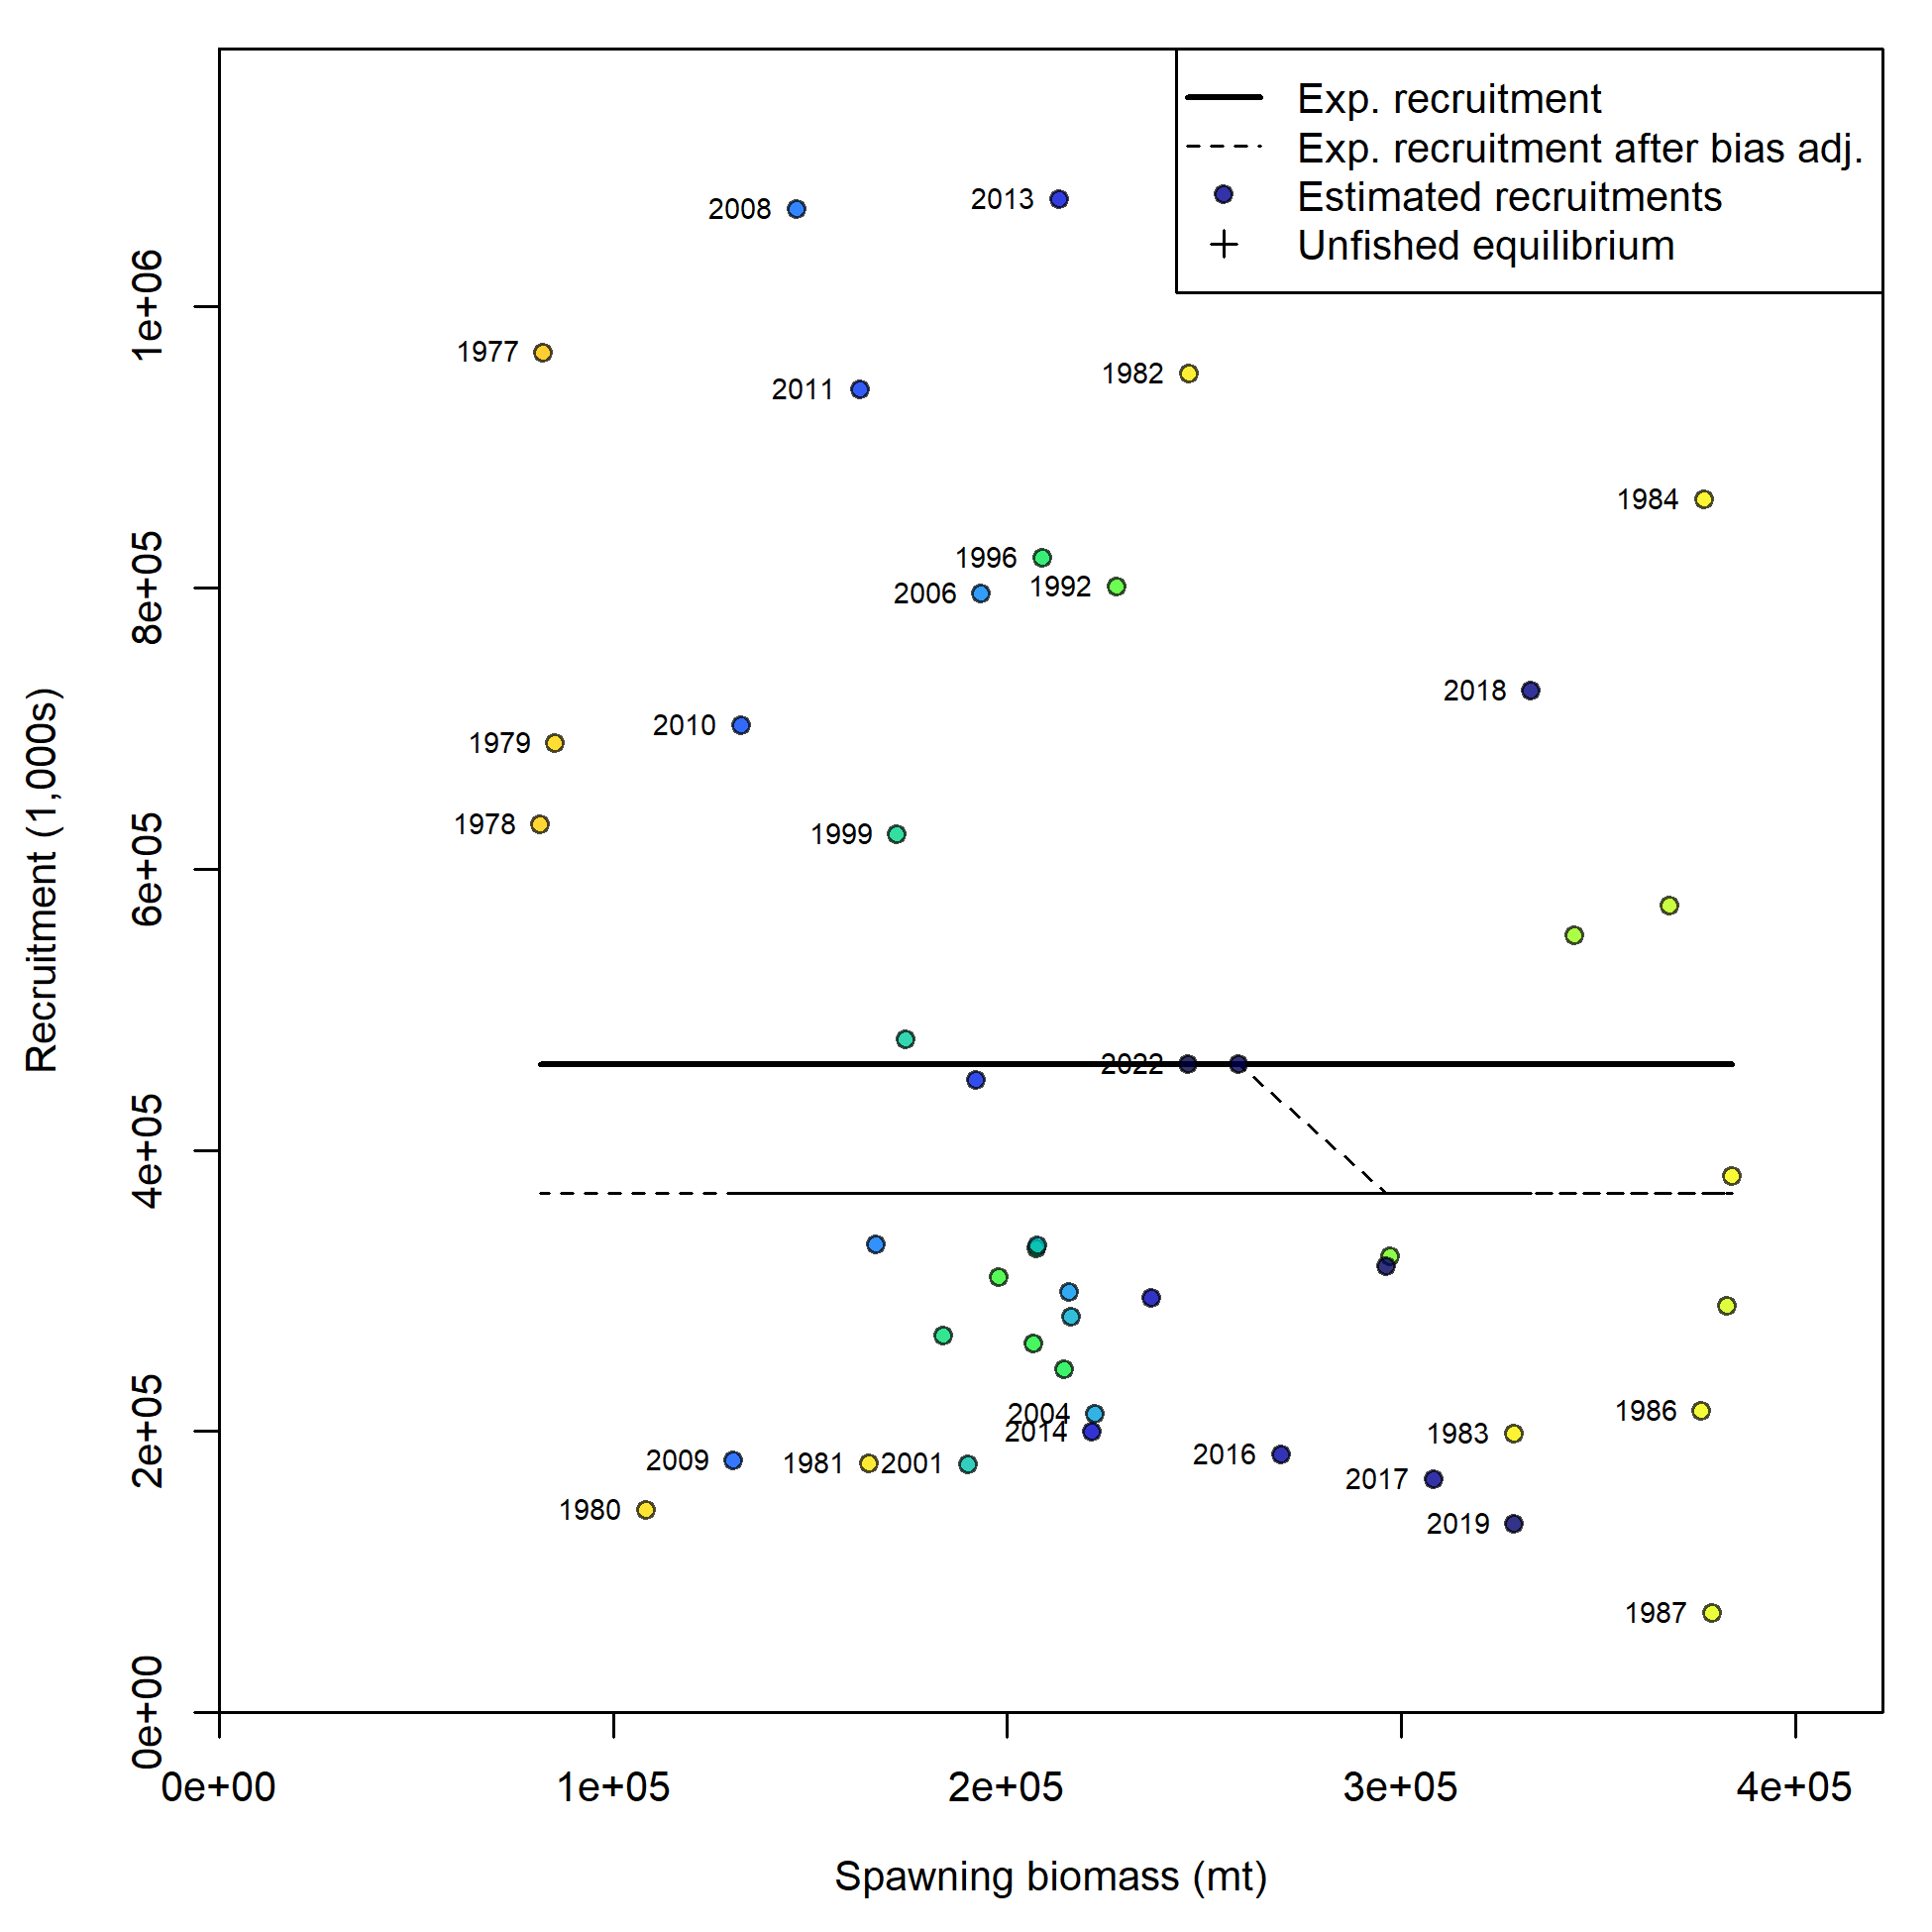 Exp. recruitment
Exp. recruitment after bias adj.
Estimated recruitments
Unfished equilibrium
2008
2013
1977
2011
1982
1984
1996
2006
1992
2018
2010
1979
1978
1999
2022
2004
2014
2009
1981
2001
2016
1983
1986
2017
1980
2019
1987
1e+06
8e+05
6e+05
4e+05
2e+05
0e+00
Recruitment (1,000s)
0e+00 1e+05 2e+05 3e+05 4e+05
Spawning biomass (mt)